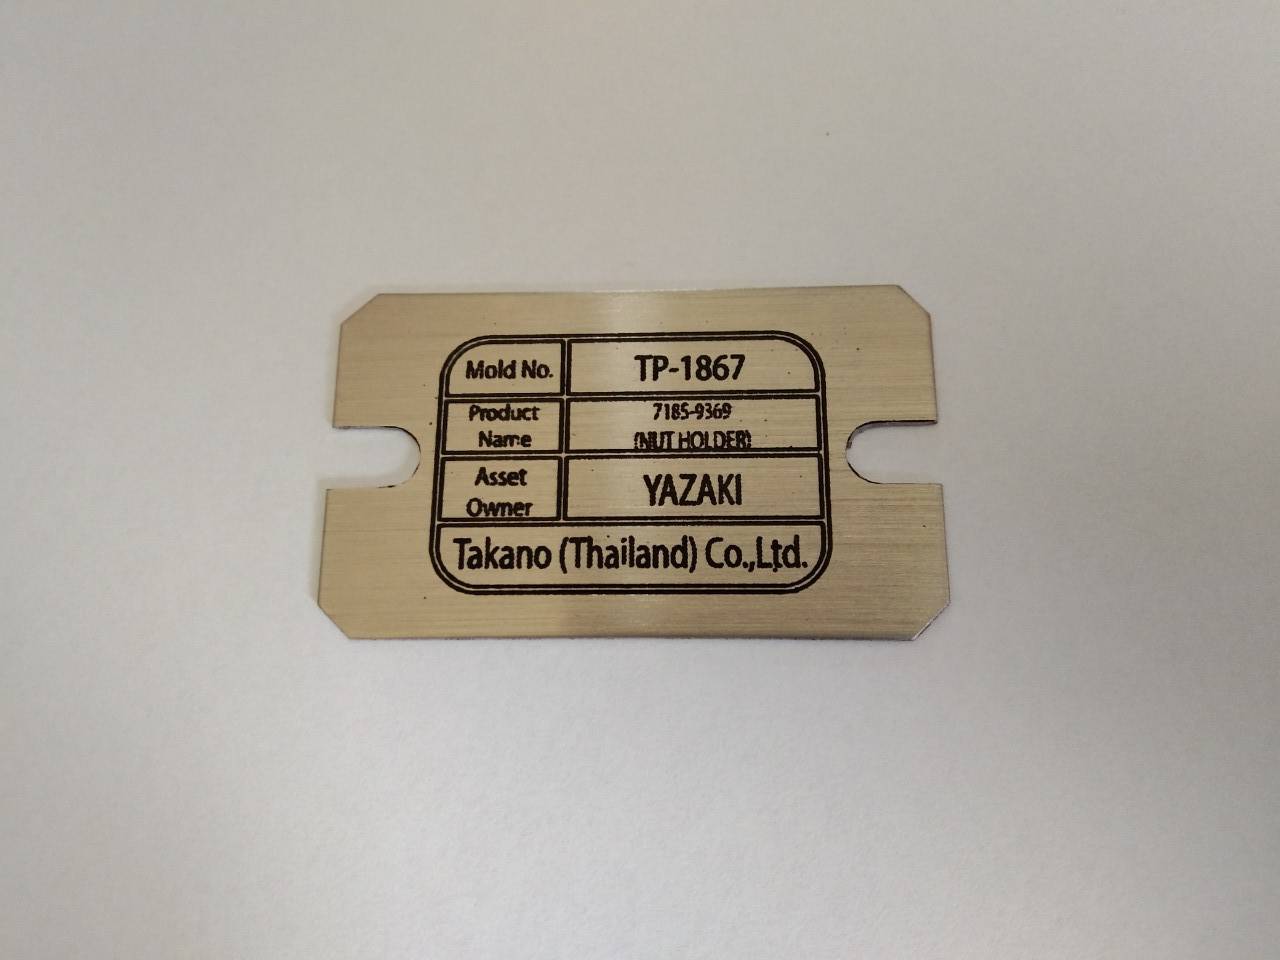 Mold No. TP-1867
Product Name 7185-9369
(NUT HOLDER)
Asset Owner YAZAKI
Takano (Thailand) Co.,Ltd.